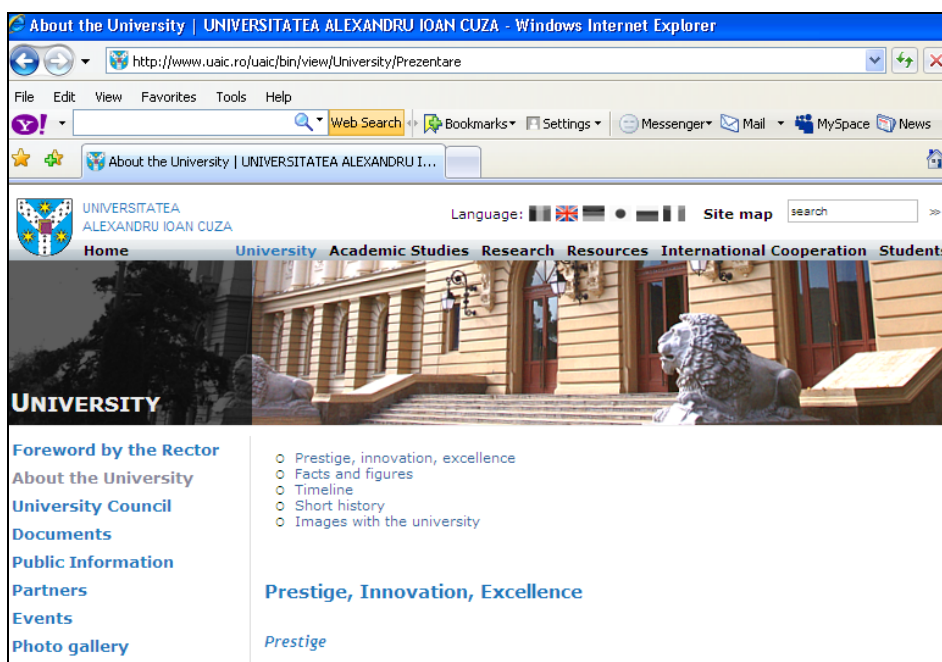 About the University | UNIVERSITATEA ALEXANDRU IOAN CUZA - Windows Internet Explorer
http://www.uaic.ro/uaic/bin/view/University/Prezentare
File Edit View Favorites Tools Help
Y! Web Search Bookmarks Settings Messenger Mail MySpace News
About the University | UNIVERSITATEA ALEXANDRU I...
UNIVERSITATEA
ALEXANDRU IOAN CUZA
Language: Site map search
Home University Academic Studies Research Resources International Cooperation Students
UNIVERSITY
Foreword by the Rector
About the University
University Council
Documents
Public Information
Partners
Events
Photo gallery
Prestige, innovation, excellence
Facts and figures
Timeline
Short history
Images with the university
Prestige, Innovation, Excellence
Prestige